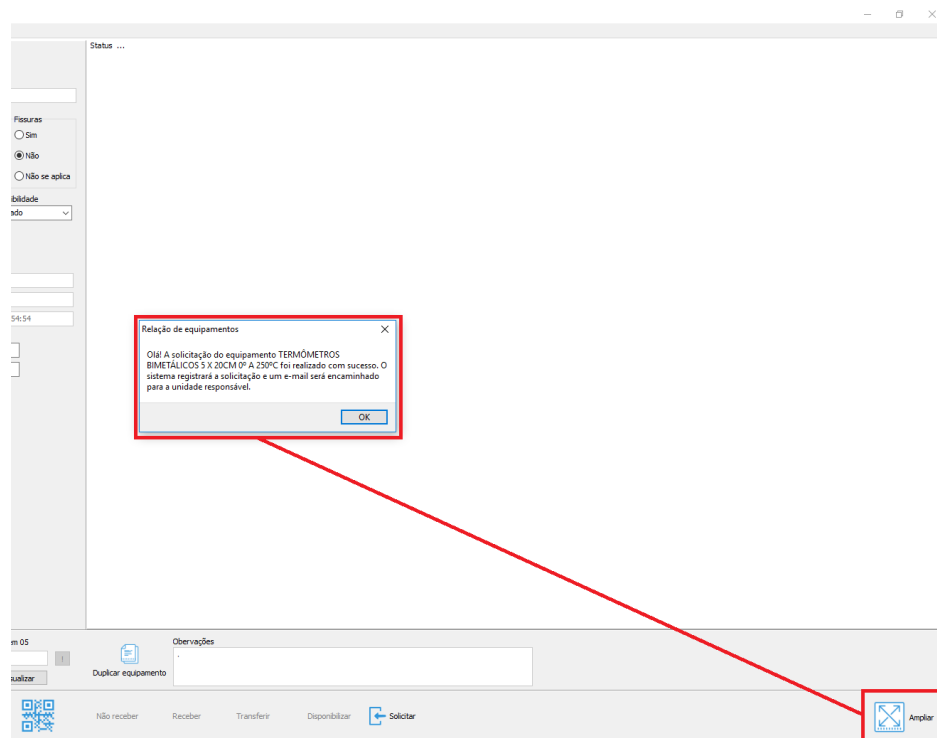 Status ...
Fissuras
Sim
Não
Não se aplica
ibilidade
ado
54:54
Relação de equipamentos
Olá! A solicitação do equipamento TERMÔMETROS
BIMETÁLICOS 5 X 20CM 0º A 250ºC foi realizado com sucesso. O
sistema registrará a solicitação e um e-mail será encaminhado
para a unidade responsável.
OK
em 05
Obervações
.
!
ualizar
Duplicar equipamento
Não receber
Receber
Transferir
Disponibilizar
Solicitar
Ampliar